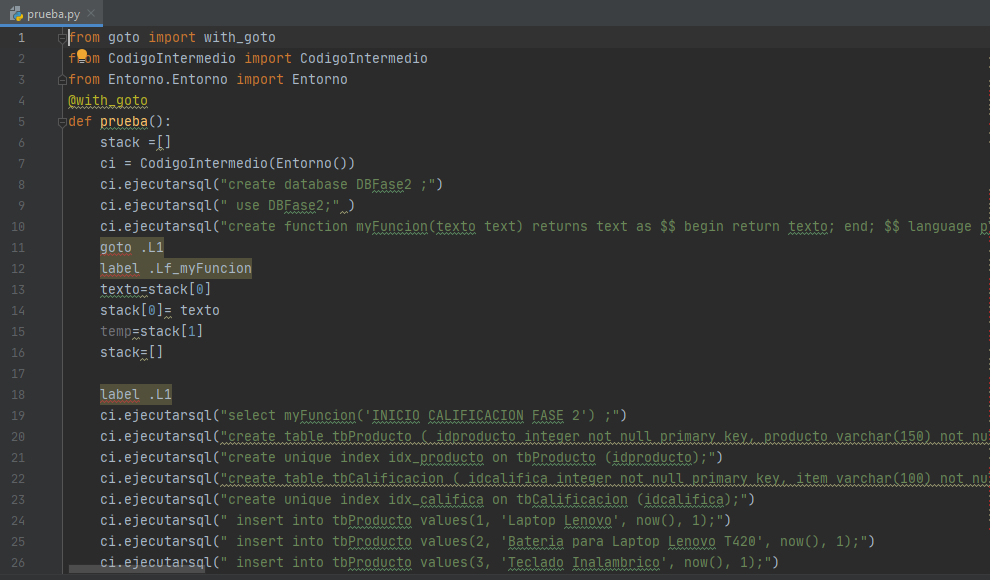 prueba.py
1 from goto import with_goto
2 from CodigoIntermedio import CodigoIntermedio
3 from Entorno.Entorno import Entorno
4 @with_goto
5 def prueba():
6 stack =[]
7 ci = CodigoIntermedio(Entorno())
8 ci.ejecutarsql("create database DBFase2 ;")
9 ci.ejecutarsql(" use DBFase2;" )
10 ci.ejecutarsql("create function myFuncion(texto text) returns text as $$ begin return texto; end; $$ language
11 goto .L1
12 label .Lf_myFuncion
13 texto=stack[0]
14 stack[0]= texto
15 temp=stack[1]
16 stack=[]
17
18 label .L1
19 ci.ejecutarsql("select myFuncion('INICIO CALIFICACION FASE 2') ;")
20 ci.ejecutarsql("create table tbProducto ( idproducto integer not null primary key, producto varchar(150) not
21 ci.ejecutarsql("create unique index idx_producto on tbProducto (idproducto);")
22 ci.ejecutarsql("create table tbCalificacion ( idcalifica integer not null primary key, item varchar(100) not
23 ci.ejecutarsql("create unique index idx_califica on tbCalificacion (idcalifica);")
24 ci.ejecutarsql(" insert into tbProducto values(1, 'Laptop Lenovo', now(), 1);")
25 ci.ejecutarsql(" insert into tbProducto values(2, 'Bateria para Laptop Lenovo T420', now(), 1);")
26 ci.ejecutarsql(" insert into tbProducto values(3, 'Teclado Inalambrico', now(), 1);")